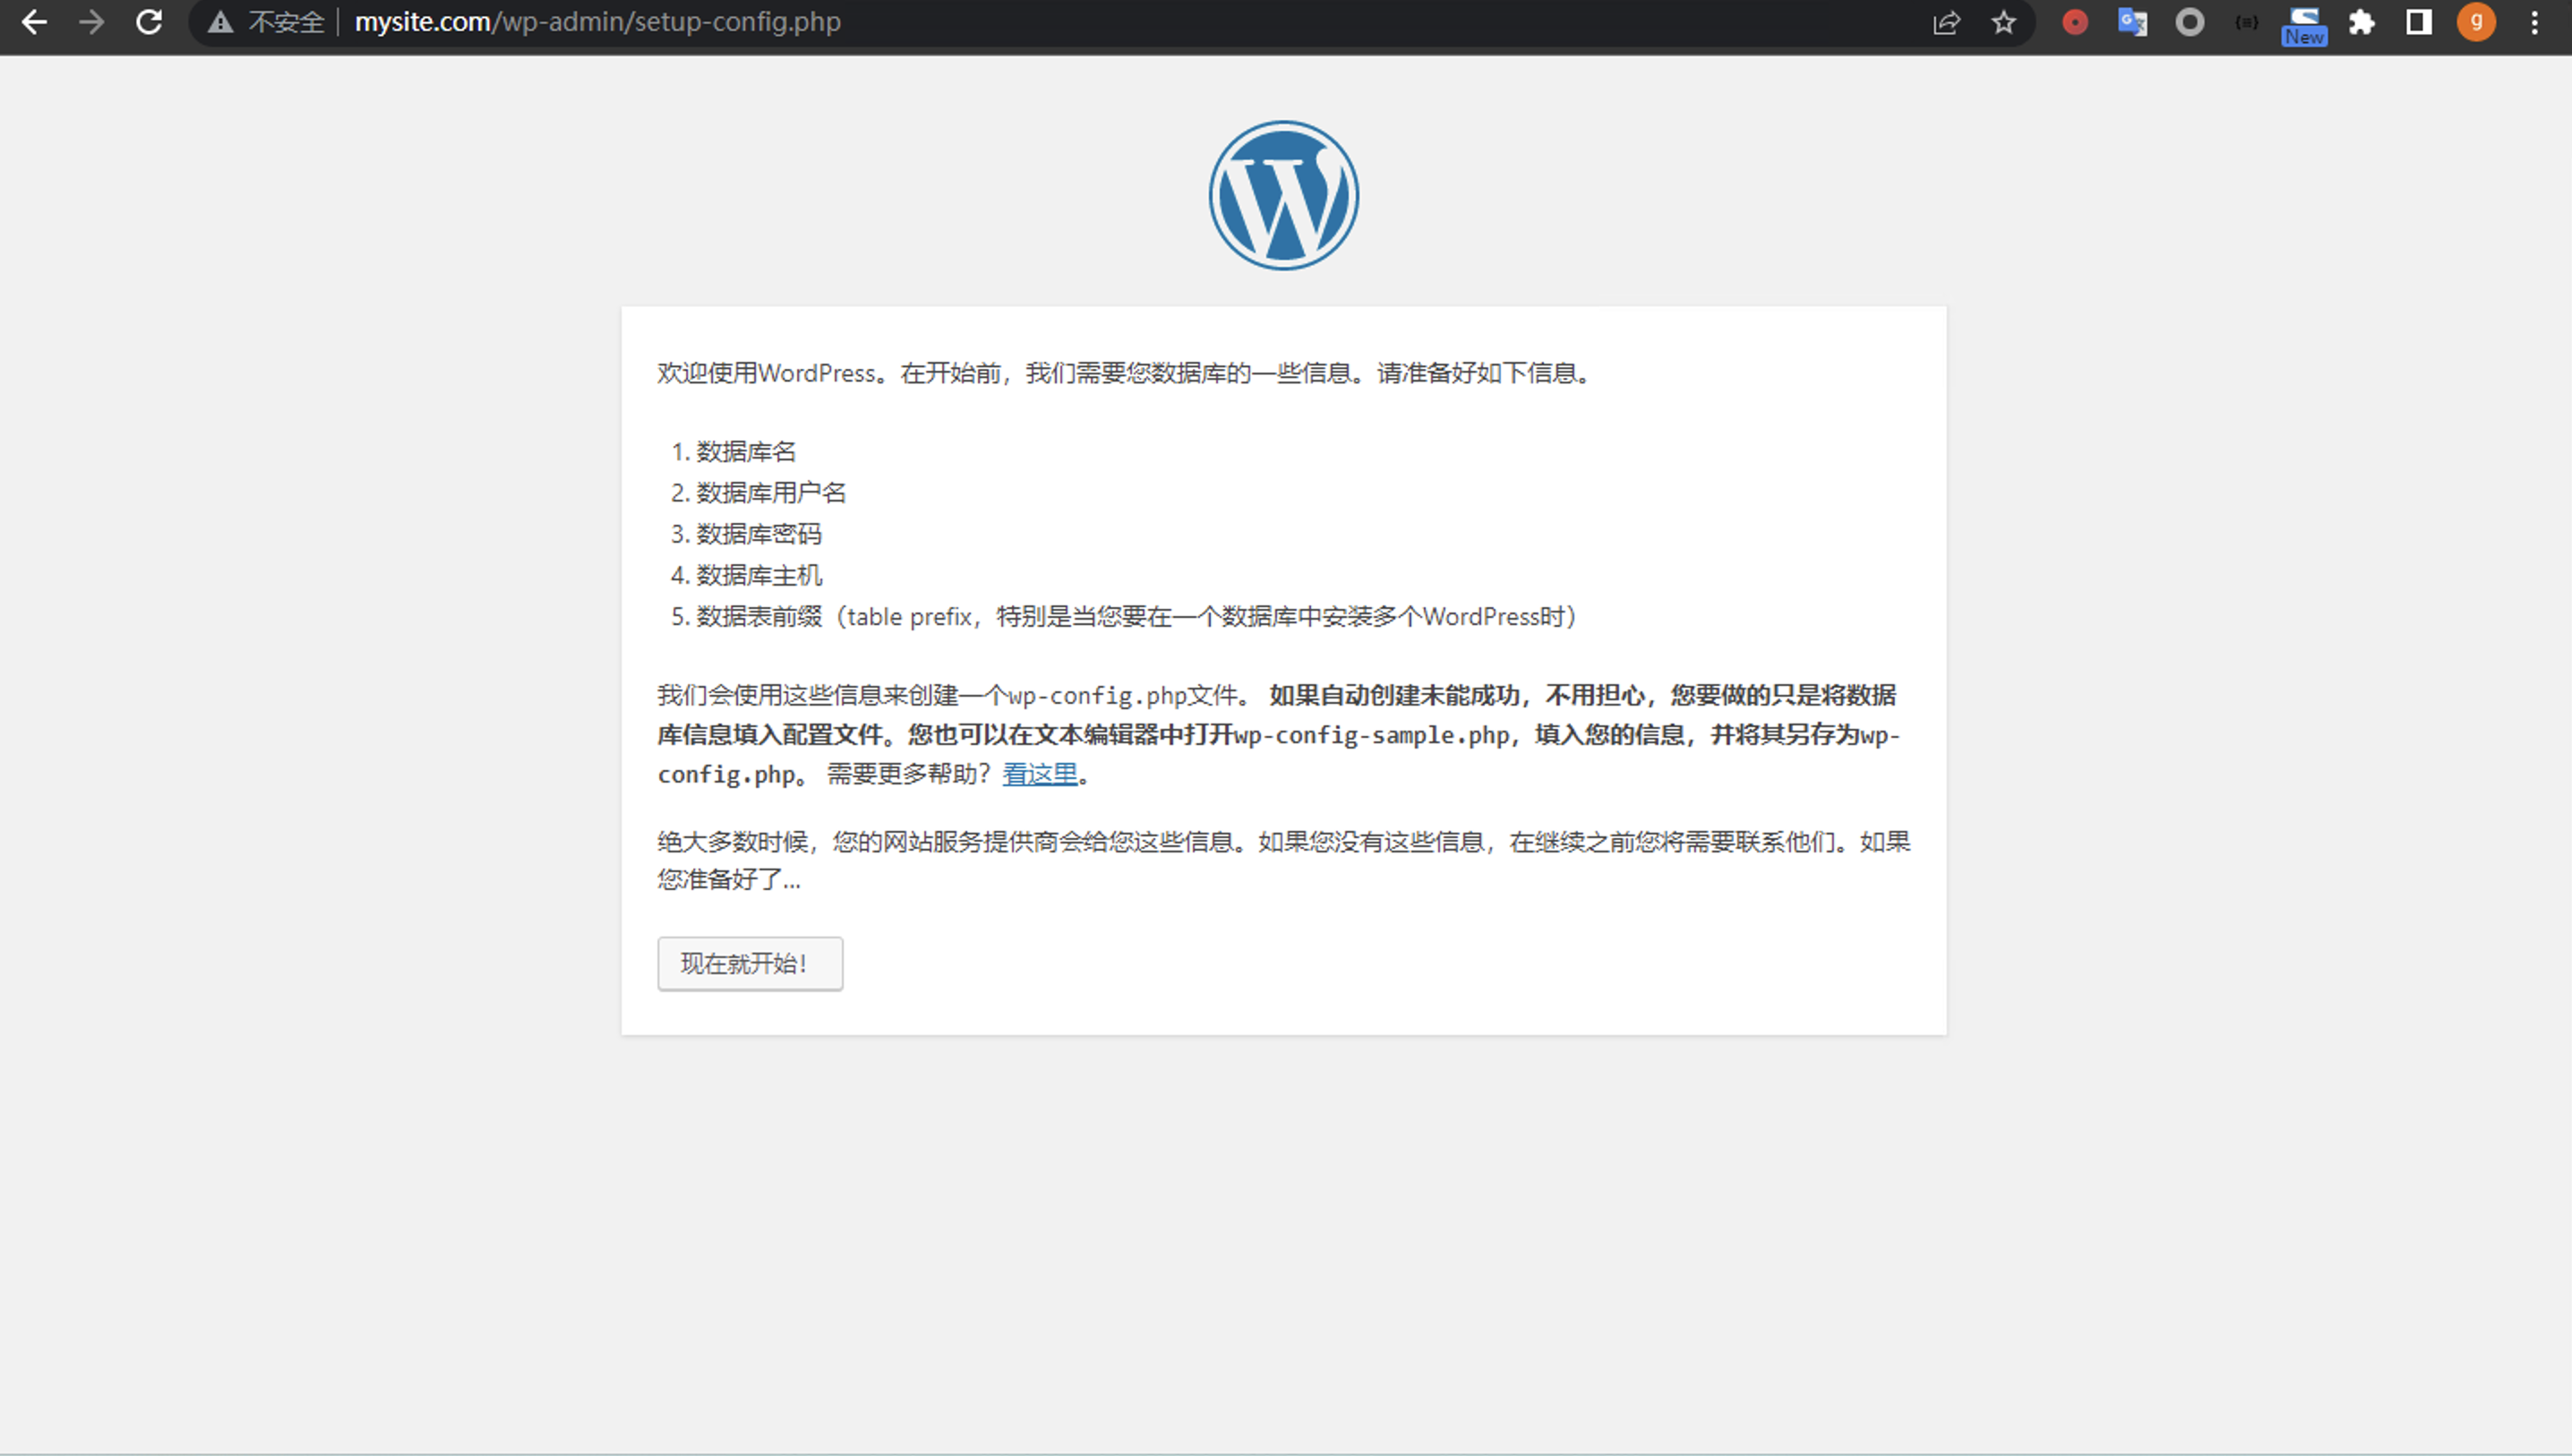 不安全 mysite.com/wp-admin/setup-config.php
New
g
欢迎使用WordPress。在开始前，我们需要您数据库的一些信息。请准备好如下信息。
1. 数据库名
2. 数据库用户名
3. 数据库密码
4. 数据库主机
5. 数据表前缀（table prefix，特别是当您要在一个数据库中安装多个WordPress时）
我们会使用这些信息来创建一个wp-config.php文件。 如果自动创建未能成功，不用担心，您要做的只是将数据
库信息填入配置文件。您也可以在文本编辑器中打开wp-config-sample.php，填入您的信息，并将其另存为wp-
config.php。 需要更多帮助？看这里。
绝大多数时候，您的网站服务提供商会给您这些信息。如果您没有这些信息，在继续之前您将需要联系他们。如果
您准备好了...
现在就开始！